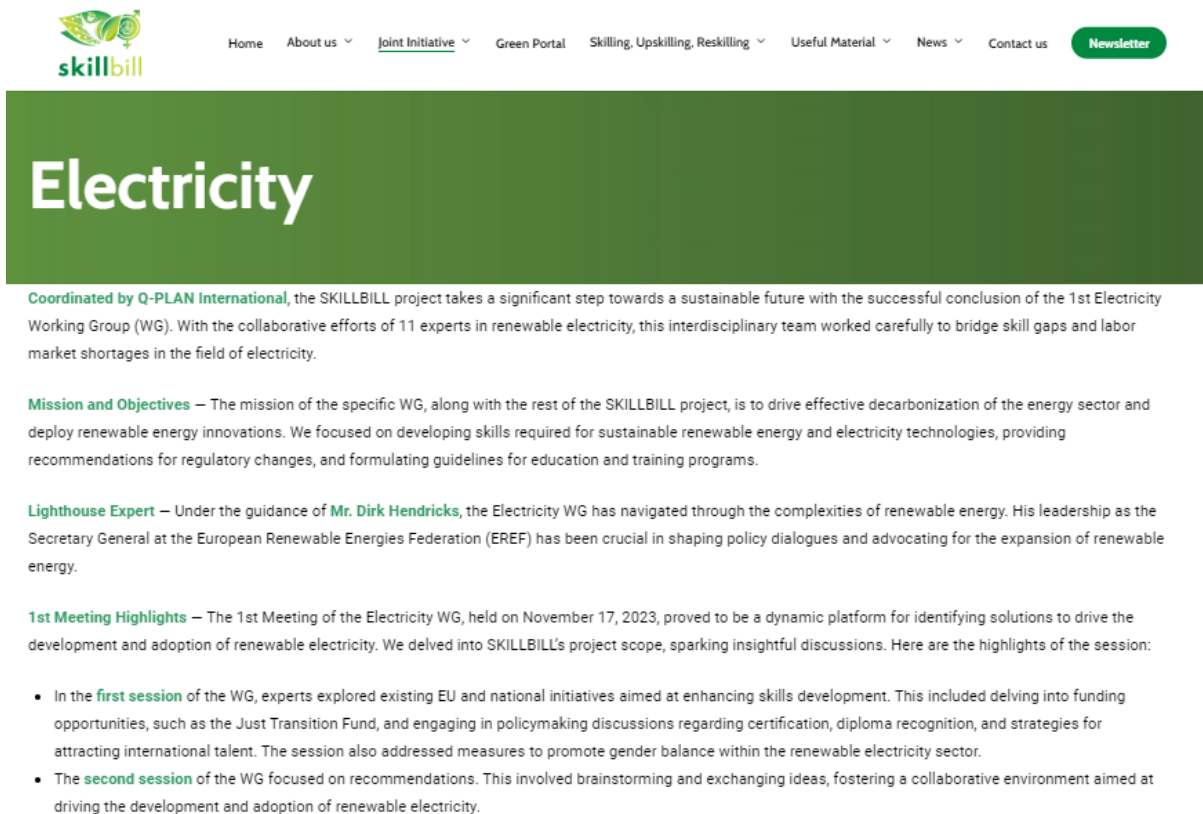 skillbill
Home About us Joint Initiative Green Portal Skilling, Upskilling, Reskilling Useful Material News Contact us Newsletter
Electricity
Coordinated by Q-PLAN International, the SKILLBILL project takes a significant step towards a sustainable future with the successful conclusion of the 1st Electricity
Working Group (WG). With the collaborative efforts of 11 experts in renewable electricity, this interdisciplinary team worked carefully to bridge skill gaps and labor
market shortages in the field of electricity.
Mission and Objectives — The mission of the specific WG, along with the rest of the SKILLBILL project, is to drive effective decarbonization of the energy sector and
deploy renewable energy innovations. We focused on developing skills required for sustainable renewable energy and electricity technologies, providing
recommendations for regulatory changes, and formulating guidelines for education and training programs.
Lighthouse Expert — Under the guidance of Mr. Dirk Hendricks, the Electricity WG has navigated through the complexities of renewable energy. His leadership as the
Secretary General at the European Renewable Energies Federation (EREF) has been crucial in shaping policy dialogues and advocating for the expansion of renewable
energy.
1st Meeting Highlights — The 1st Meeting of the Electricity WG, held on November 17, 2023, proved to be a dynamic platform for identifying solutions to drive the
development and adoption of renewable electricity. We delved into SKILLBILL's project scope, sparking insightful discussions. Here are the highlights of the session:
• In the first session of the WG, experts explored existing EU and national initiatives aimed at enhancing skills development. This included delving into funding
opportunities, such as the Just Transition Fund, and engaging in policymaking discussions regarding certification, diploma recognition, and strategies for
attracting international talent. The session also addressed measures to promote gender balance within the renewable electricity sector.
• The second session of the WG focused on recommendations. This involved brainstorming and exchanging ideas, fostering a collaborative environment aimed at
driving the development and adoption of renewable electricity.